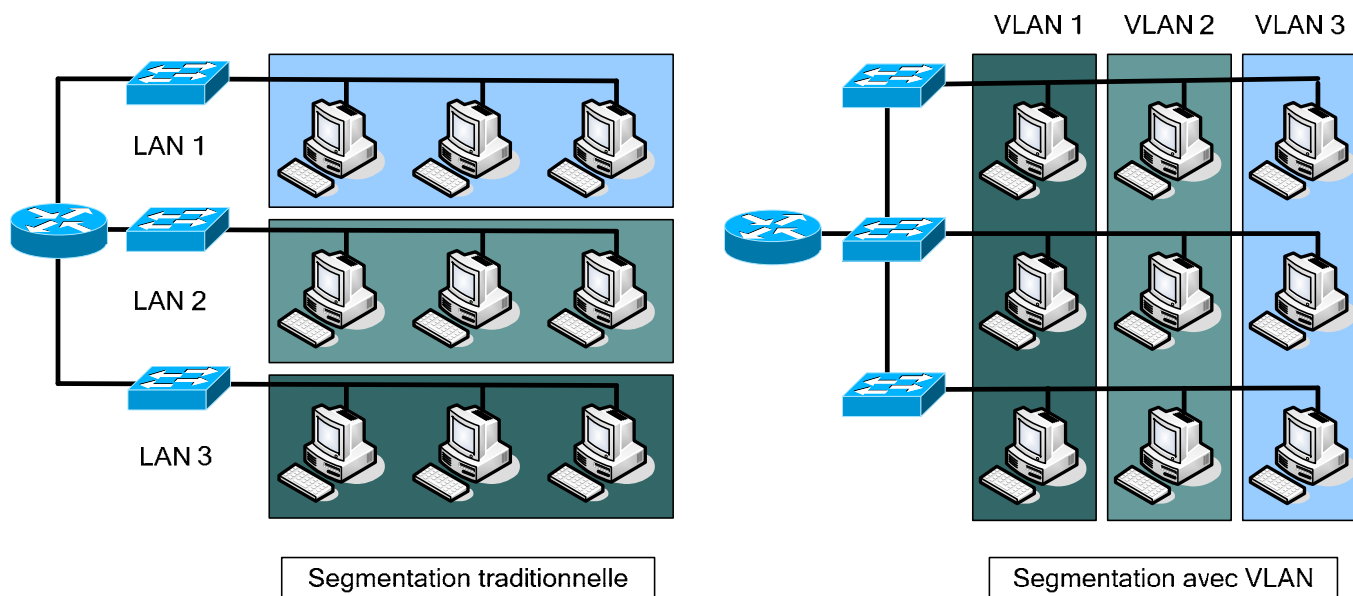 VLAN 1
VLAN 2
VLAN 3
LAN 1
LAN 2
LAN 3
Segmentation traditionnelle
Segmentation avec VLAN